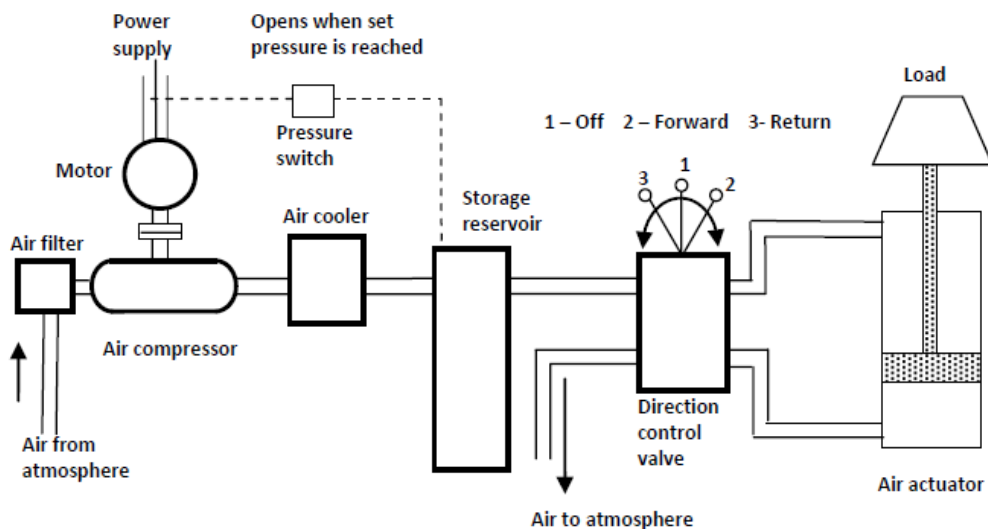 Power
supply
Opens when set
pressure is reached
Load
1 – Off 2 – Forward 3- Return
Pressure
switch
Motor
3
1
2
Storage
reservoir
Air cooler
Air filter
Air compressor
Air from
atmosphere
Direction
control
valve
Air to atmosphere
Air actuator